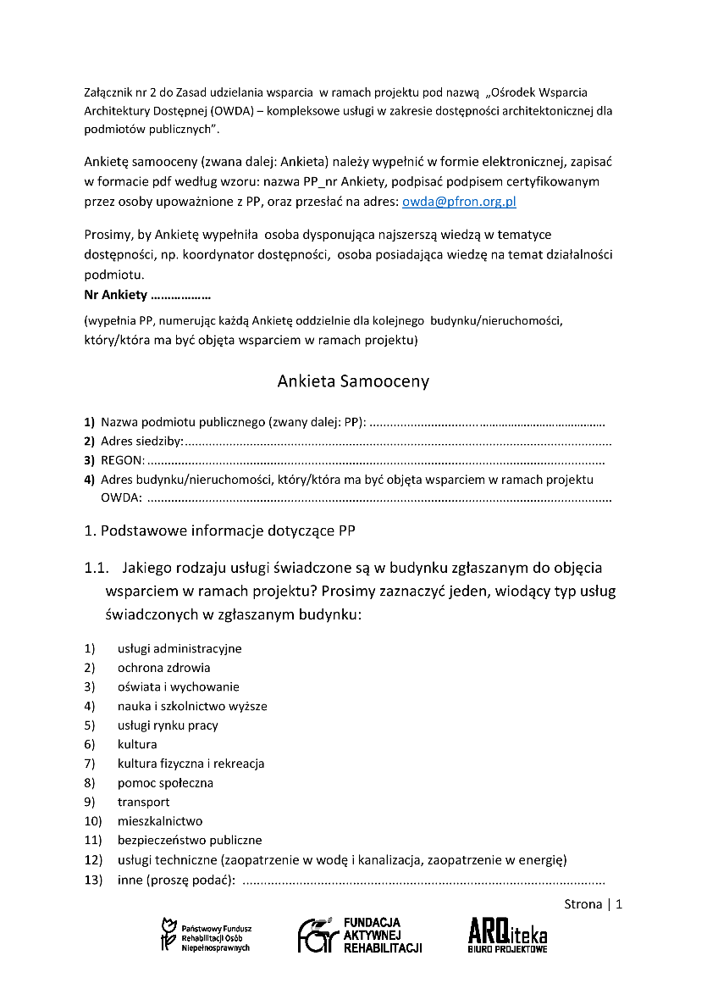 Załącznik nr 2 do Zasad udzielania wsparcia w ramach projektu pod nazwą „Ośrodek Wsparcia
Architektury Dostępnej (OWDA) – kompleksowe usługi w zakresie dostępności architektonicznej dla
podmiotów publicznych”.
Ankietę samooceny (zwana dalej: Ankieta) należy wypełnić w formie elektronicznej, zapisać
w formacie pdf według wzoru: nazwa PP_nr Ankiety, podpisać podpisem certyfikowanym
przez osoby upoważnione z PP, oraz przesłać na adres: owda@pfron.org.pl
Prosimy, by Ankietę wypełniła osoba dysponująca najszerszą wiedzą w tematyce
dostępności, np. koordynator dostępności, osoba posiadająca wiedzę na temat działalności
podmiotu.
Nr Ankiety ………………
(wypełnia PP, numerując każdą Ankietę oddzielnie dla kolejnego budynku/nieruchomości,
który/która ma być objęta wsparciem w ramach projektu)
Ankieta Samooceny
1) Nazwa podmiotu publicznego (zwany dalej: PP): ...............................………………………………
2) Adres siedziby:.........................................................................................................................
3) REGON: .................................................................................................................................
4) Adres budynku/nieruchomości, który/która ma być objęta wsparciem w ramach projektu
OWDA: ...................................................................................................................................
1. Podstawowe informacje dotyczące PP
1.1. Jakiego rodzaju usługi świadczone są w budynku zgłaszanym do objęcia
wsparciem w ramach projektu? Prosimy zaznaczyć jeden, wiodący typ usług
świadczonych w zgłaszanym budynku:
1) usługi administracyjne
2) ochrona zdrowia
3) oświata i wychowanie
4) nauka i szkolnictwo wyższe
5) usługi rynku pracy
6) kultura
7) kultura fizyczna i rekreacja
8) pomoc społeczna
9) transport
10) mieszkalnictwo
11) bezpieczeństwo publiczne
12) usługi techniczne (zaopatrzenie w wodę i kanalizacja, zaopatrzenie w energię)
13) inne (proszę podać): .....................................................................................................
Strona | 1
Państwowy Fundusz
Rehabilitacji Osób
Niepełnosprawnych
FAR
FUNDACJA
AKTYWNEJ
REHABILITACJI
ARQiteka
BIURO PROJEKTOWE